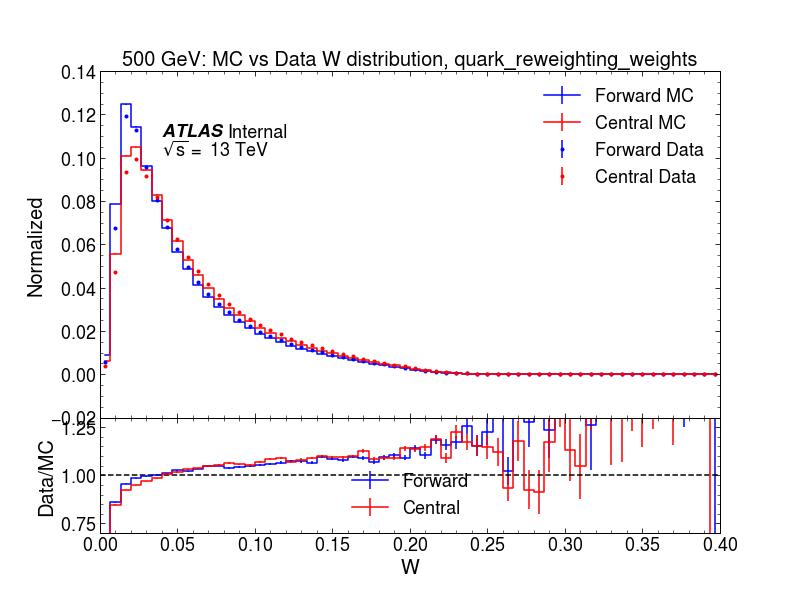 500 GeV: MC vs Data W distribution, quark_reweighting_weights
0.14
0.12
0.10
0.08
0.06
0.04
0.02
0.00
−0.02
Normalized
ATLAS Internal
√s = 13 TeV
Forward MC
Central MC
Forward Data
Central Data
1.25
1.00
0.75
Data/MC
Forward
Central
0.00 0.05 0.10 0.15 0.20 0.25 0.30 0.35 0.40
W